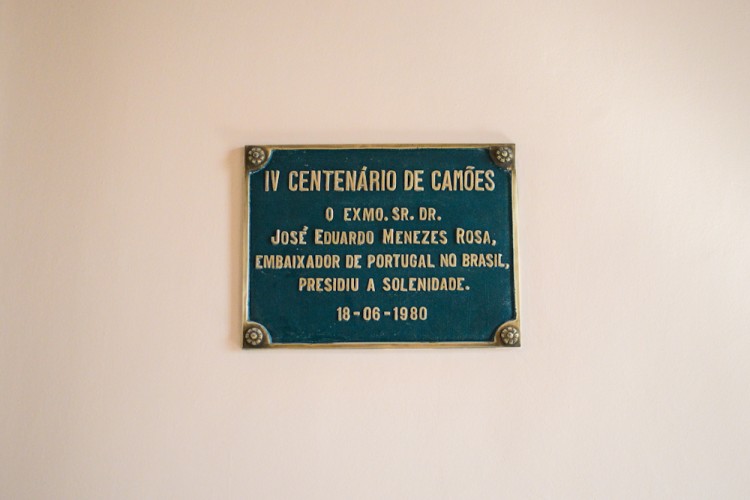 IV CENTENÁRIO DE CAMÕES
O EXMO. SR. DR.
JOSÉ EDUARDO MENEZES ROSA,
EMBAIXADOR DE PORTUGAL NO BRASIL,
PRESIDIU A SOLENIDADE.
18-06-1980